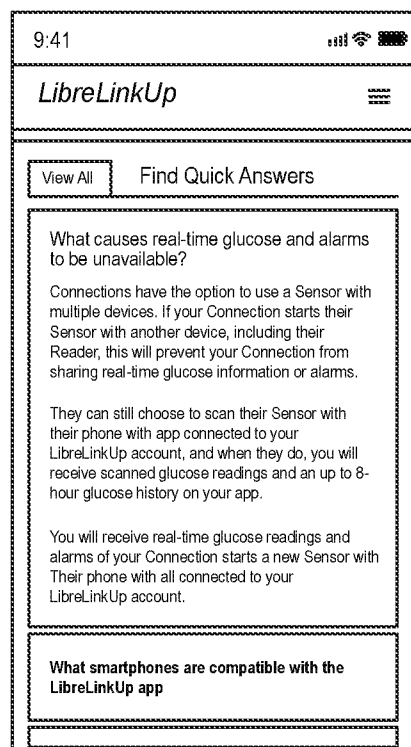 9:41
LibreLinkUp
View All Find Quick Answers
What causes real-time glucose and alarms
to be unavailable?
Connections have the option to use a Sensor with
multiple devices. If your Connection starts their
Sensor with another device, including their
Reader, this will prevent your Connection from
sharing real-time glucose information or alarms.
They can still choose to scan their Sensor with
their phone with app connected to your
LibreLinkUp account, and when they do, you will
receive scanned glucose readings and an up to 8-
hour glucose history on your app.
You will receive real-time glucose readings and
alarms of your Connection starts a new Sensor with
Their phone with all connected to your
LibreLinkUp account.
What smartphones are compatible with the
LibreLinkUp app